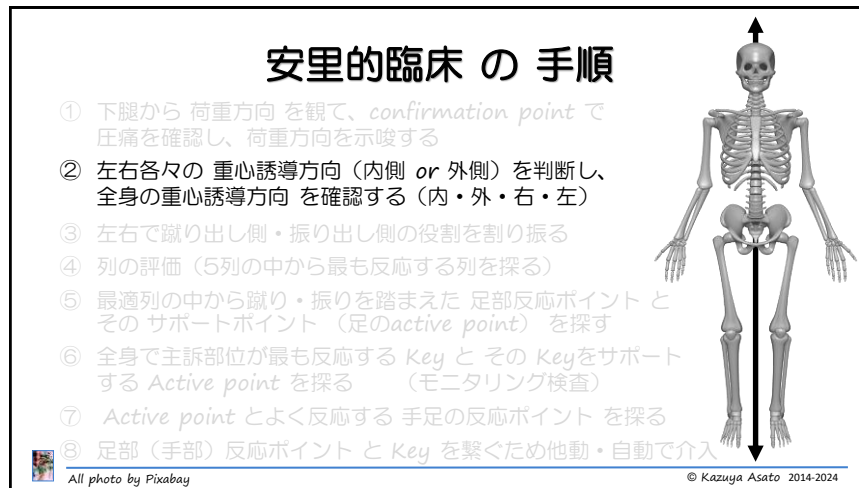 安里的臨床 の 手順
① 下腿から 荷重方向 を観て、confirmation point で
圧痛を確認し、荷重方向を示唆する
② 左右各々の 重心誘導方向（内側 or 外側）を判断し、
全身の重心誘導方向 を確認する（内・外・右・左）
③ 左右で蹴り出し側・振り出し側の役割を割り振る
④ 列の評価（5列の中から最も反応する列を探る）
⑤ 最適列の中から蹴り・振りを踏まえた 足部反応ポイント と
その サポートポイント （足のactive point） を探す
⑥ 全身で主訴部位が最も反応する Key と その Keyをサポート
する Active point を探る （モニタリング検査）
⑦ Active point とよく反応する 手足の反応ポイント を探る
⑧ 足部（手部）反応ポイント と Key を繋ぐため他動・自動で介入
All photo by Pixabay
© Kazuya Asato 2014-2024